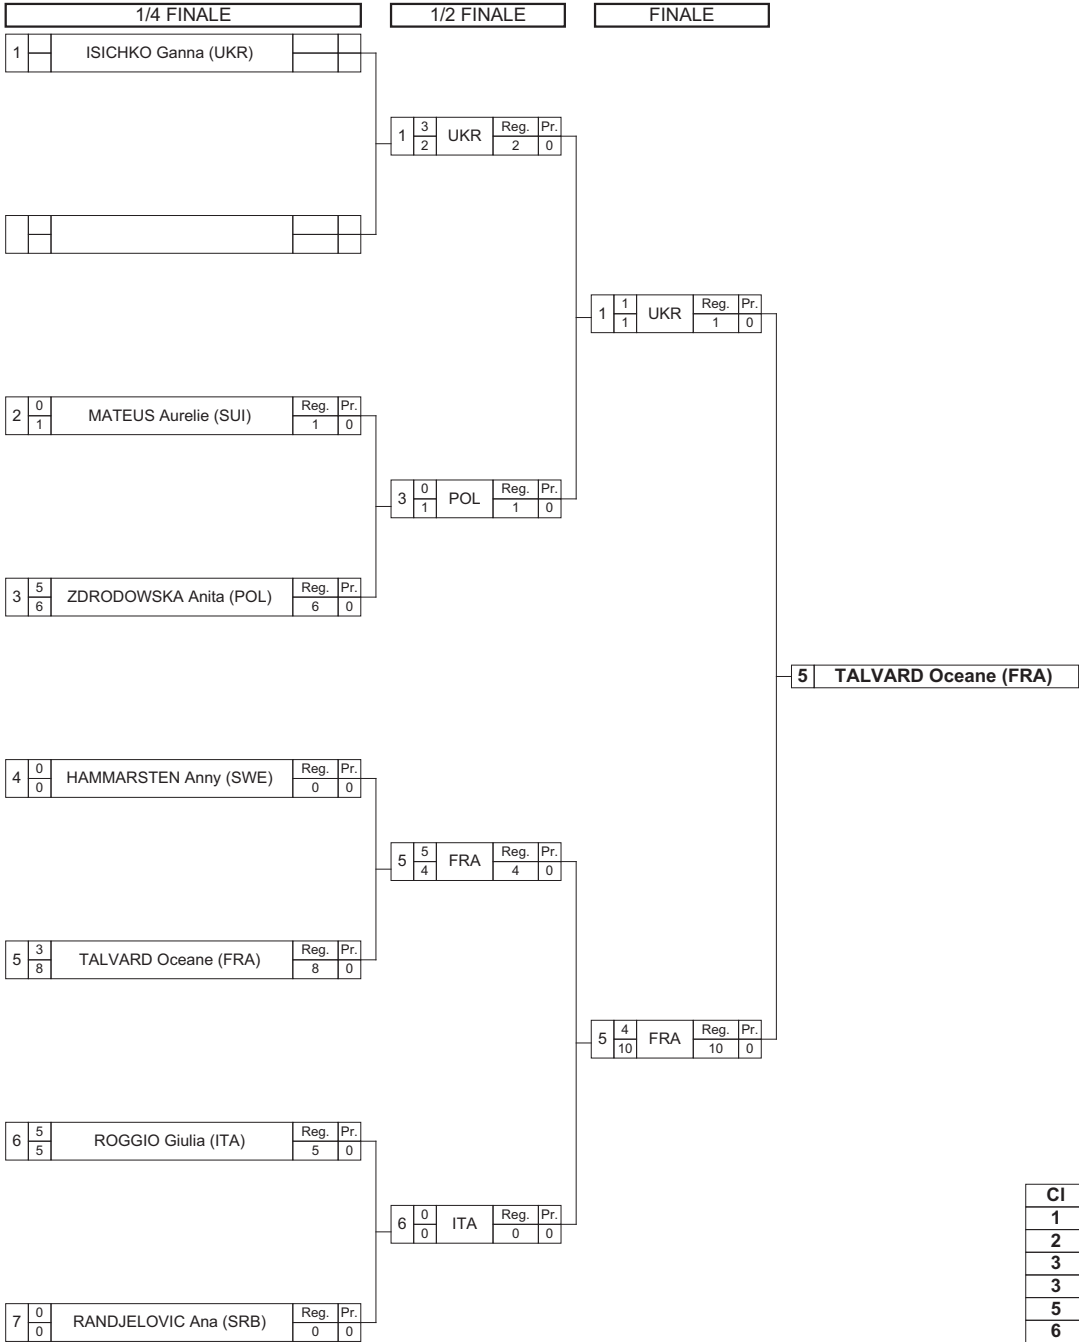 1/4 FINALE 1/2 FINALE FINALE
1 ISICHKO Ganna (UKR)
1 3 UKR Reg. Pr.
2 2 0
1 1 UKR Reg. Pr.
1 1 0
2 0 MATEUS Aurelie (SUI) Reg. Pr.
1 1 0
3 0 POL Reg. Pr.
1 1 0
3 5 ZDRODOWSKA Anita (POL) Reg. Pr.
6 6 0
5 TALVARD Oceane (FRA)
4 0 HAMMARSTEN Anny (SWE) Reg. Pr.
0 0 0
5 5 FRA Reg. Pr.
4 4 0
5 3 TALVARD Oceane (FRA) Reg. Pr.
8 8 0
5 4 FRA Reg. Pr.
10 10 0
6 5 ROGGIO Giulia (ITA) Reg. Pr.
5 5 0
6 0 ITA Reg. Pr.
0 0 0
7 0 RANDJELOVIC Ana (SRB) Reg. Pr.
0 0 0
Cl
1
2
3
3
5
6